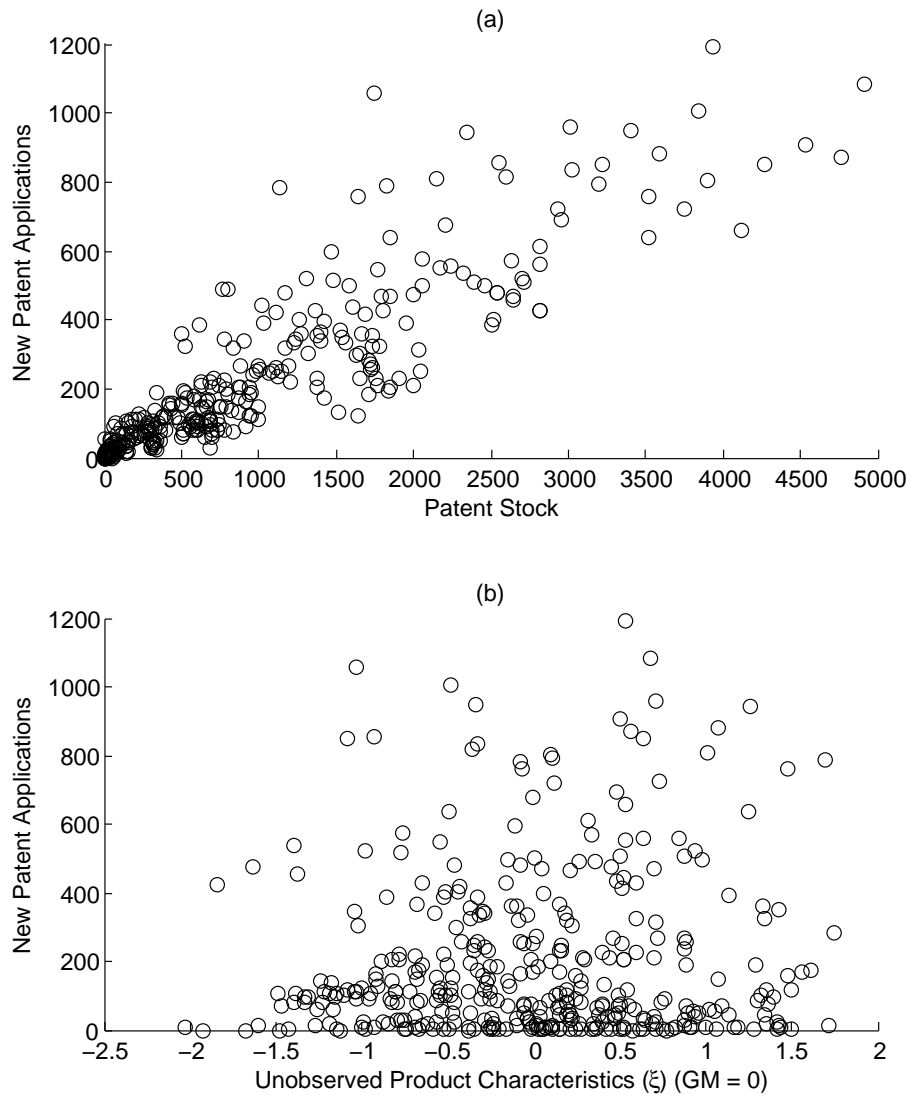 (a)
1200
1000
800
600
400
200
0
New Patent Applications
0 500 1000 1500 2000 2500 3000 3500 4000 4500 5000
Patent Stock
(b)
1200
1000
800
600
400
200
0
New Patent Applications
−2.5 −2 −1.5 −1 −0.5 0 0.5 1 1.5 2
Unobserved Product Characteristics (ξ) (GM = 0)